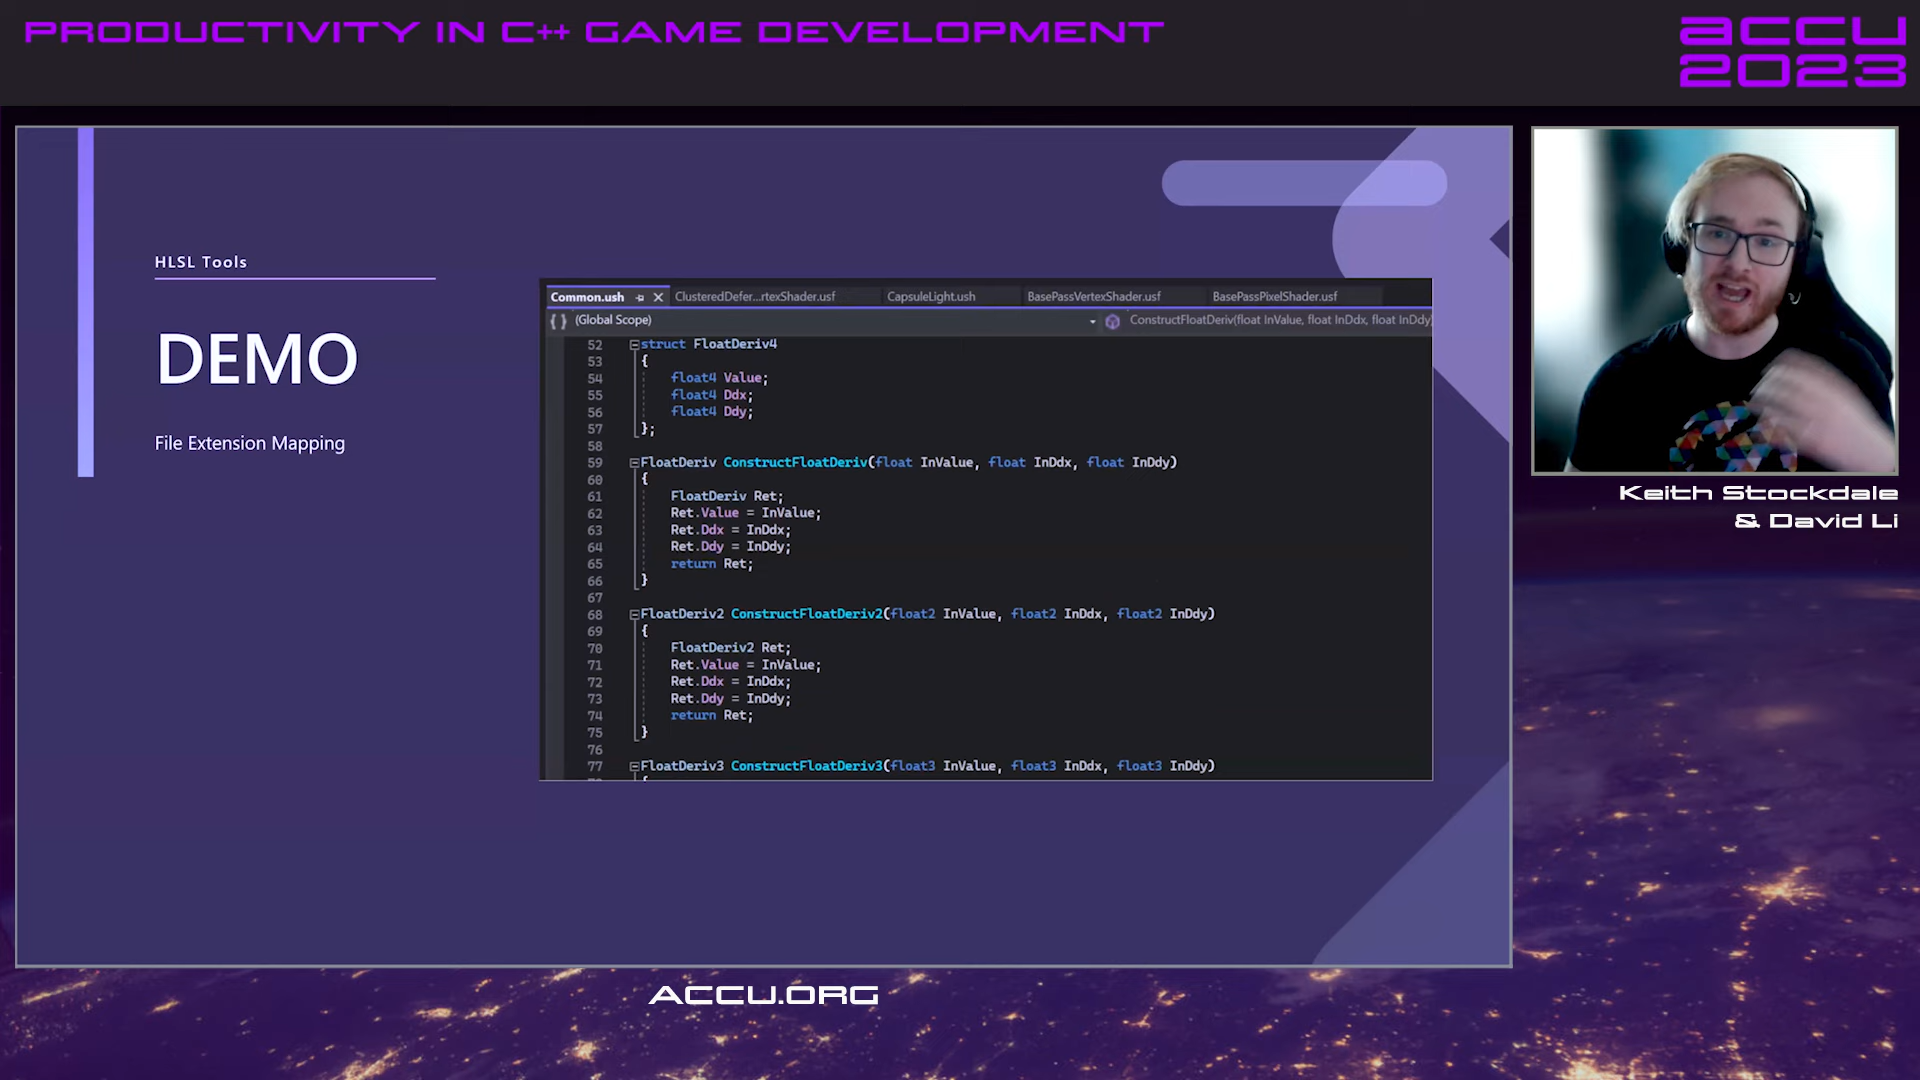 PRODUCTIVITY IN C++ GAME DEVELOPMENT
accu
2023
HLSL Tools
DEMO
File Extension Mapping
Common.ush ClusteredDefer...rtexShader.usf CapsuleLight.ush BasePassVertexShader.usf BasePassPixelShader.usf
{ } (Global Scope) ConstructFloatDeriv(float InValue, float InDdx, float InDdy)
52 struct FloatDeriv4
53 {
54 float4 Value;
55 float4 Ddx;
56 float4 Ddy;
57 };
58
59 FloatDeriv ConstructFloatDeriv(float InValue, float InDdx, float InDdy)
60 {
61 FloatDeriv Ret;
62 Ret.Value = InValue;
63 Ret.Ddx = InDdx;
64 Ret.Ddy = InDdy;
65 return Ret;
66 }
67
68 FloatDeriv2 ConstructFloatDeriv2(float2 InValue, float2 InDdx, float2 InDdy)
69 {
70 FloatDeriv2 Ret;
71 Ret.Value = InValue;
72 Ret.Ddx = InDdx;
73 Ret.Ddy = InDdy;
74 return Ret;
75 }
76
77 FloatDeriv3 ConstructFloatDeriv3(float3 InValue, float3 InDdx, float3 InDdy)
Keith Stockdale
& David Li
ACCU.ORG